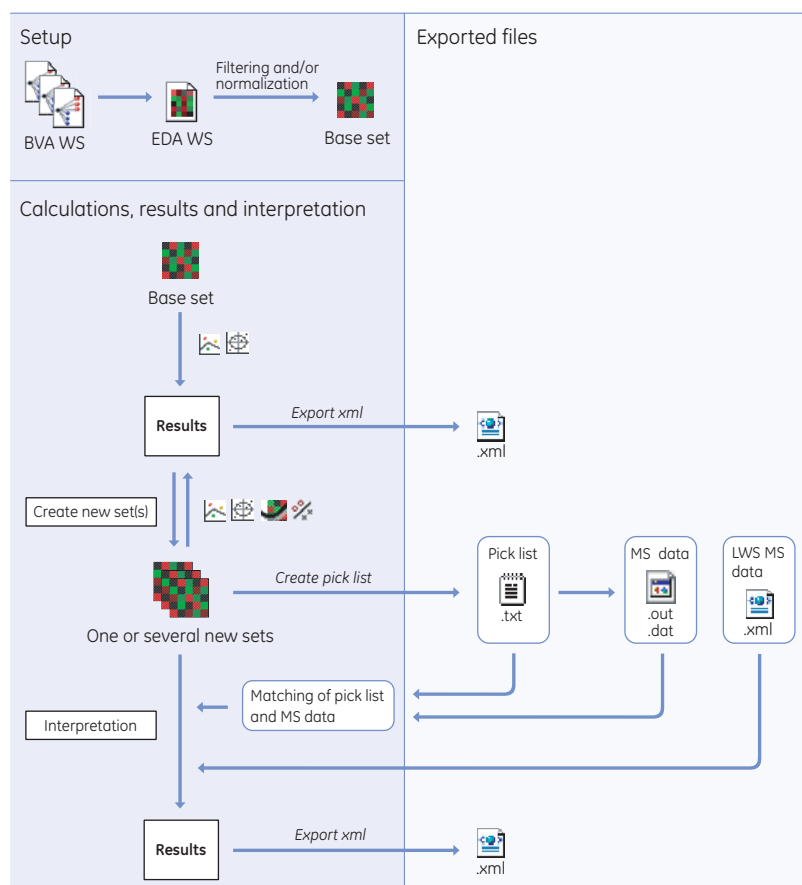 Setup
Exported files
Filtering and/or
normalization
BVA WS
EDA WS
Base set
Calculations, results and interpretation
Base set
Results
Export xml
.xml
Create new set(s)
Create pick list
One or several new sets
Pick list
.txt
MS data
.out
.dat
LWS MS
data
.xml
Matching of pick list
and MS data
Interpretation
Results
Export xml
.xml